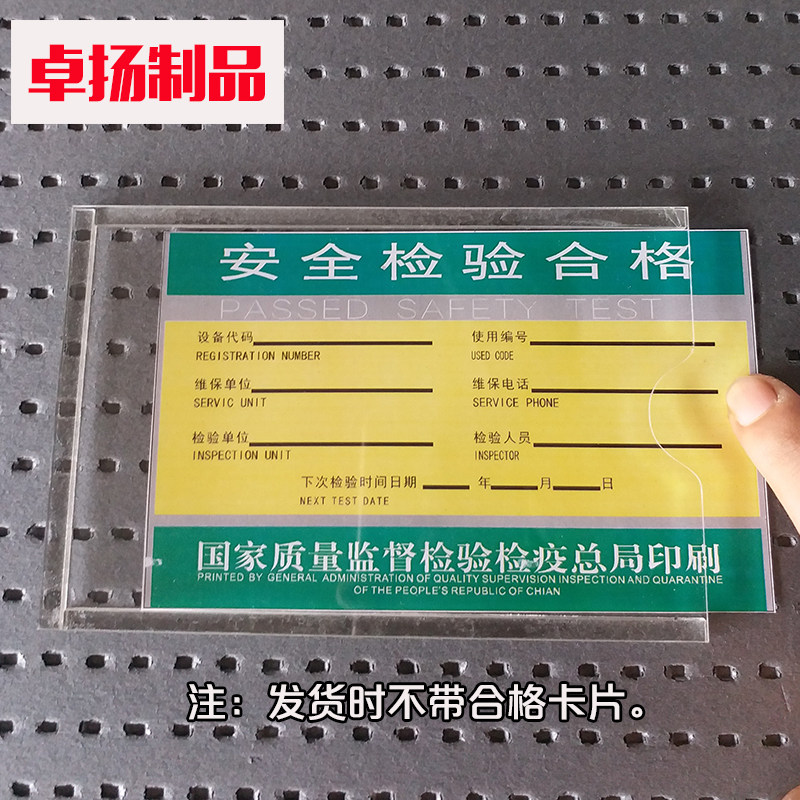 卓扬制品
安全检验合格
PASSED SAFETY TEST
设备代码 使用编号
REGISTRATION NUMBER USED CODE
维保单位 维保电话
SERVIC UNIT SERVICE PHONE
检验单位 检验人员
INSPECTION UNIT INSPECTOR
下次检验时间日期 年 月 日
NEXT TEST DATE
国家质量监督检验检疫总局印刷
PRINTED BY GENERAL ADMINISTRATION OF QUALITY SUPERVISION INSPECTION AND QUARANTINE
OF THE PEOPLE'S REPUBLIC OF CHIAN
注：发货时不带合格卡片。